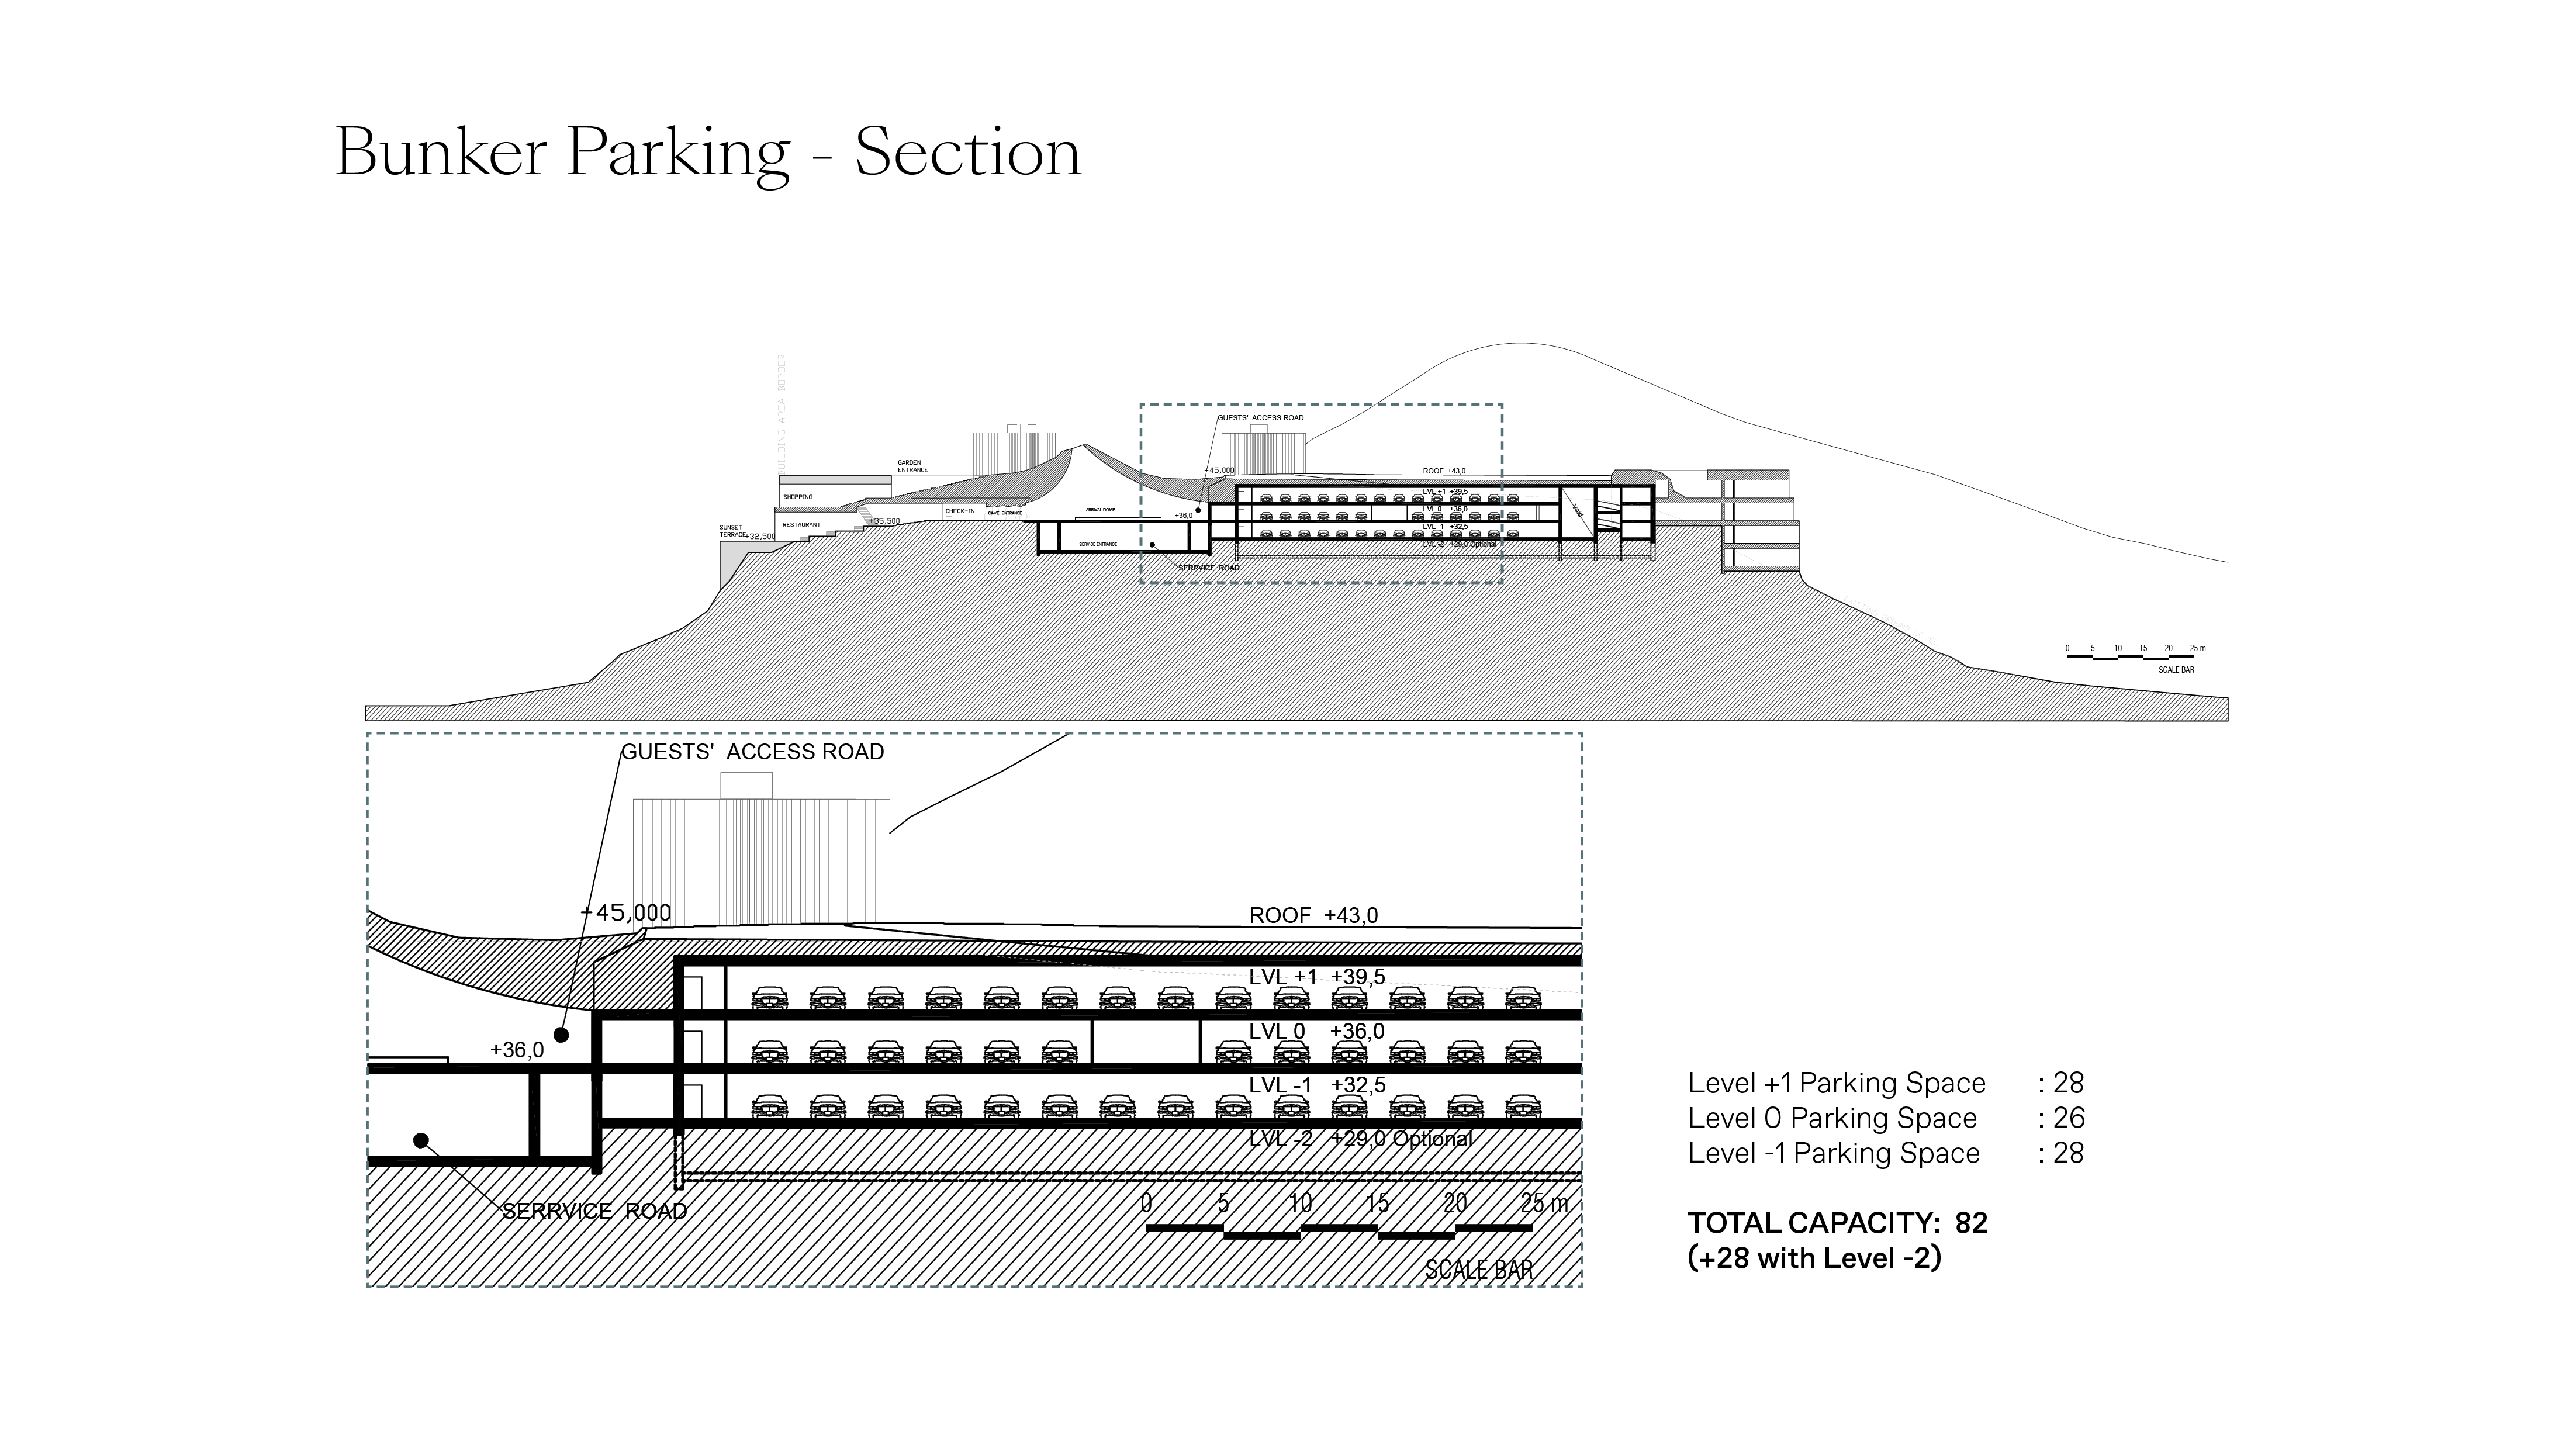 Bunker Parking - Section
BUILDING AREA BORDER
GUESTS' ACCESS ROAD
GARDEN
ENTRANCE
+45,000
ROOF +43,0
SHOPPING
LVL +1 +39,5
CHECK-IN
CAVE ENTRANCE
ARRIVAL DOME
+36,0
LVL 0 +36,0
Void
RESTAURANT
+35,500
SUNSET
TERRACE
+32,500
LVL -1 +32,5
SERVICE ENTRANCE
LVL -2 +29,0 Optional
SERRVICE ROAD
0 5 10 15 20 25 m
SCALE BAR
GUESTS' ACCESS ROAD
+45,000
ROOF +43,0
LVL +1 +39,5
LVL 0 +36,0
+36,0
LVL -1 +32,5
LVL -2 +29,0 Optional
SERRVICE ROAD
0 5 10 15 20 25 m
SCALE BAR
Level +1 Parking Space : 28
Level 0 Parking Space : 26
Level -1 Parking Space : 28
TOTAL CAPACITY: 82
(+28 with Level -2)